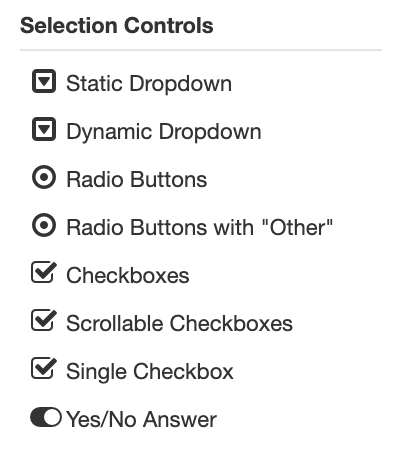 Selection Controls
Static Dropdown
Dynamic Dropdown
Radio Buttons
Radio Buttons with "Other"
Checkboxes
Scrollable Checkboxes
Single Checkbox
Yes/No Answer